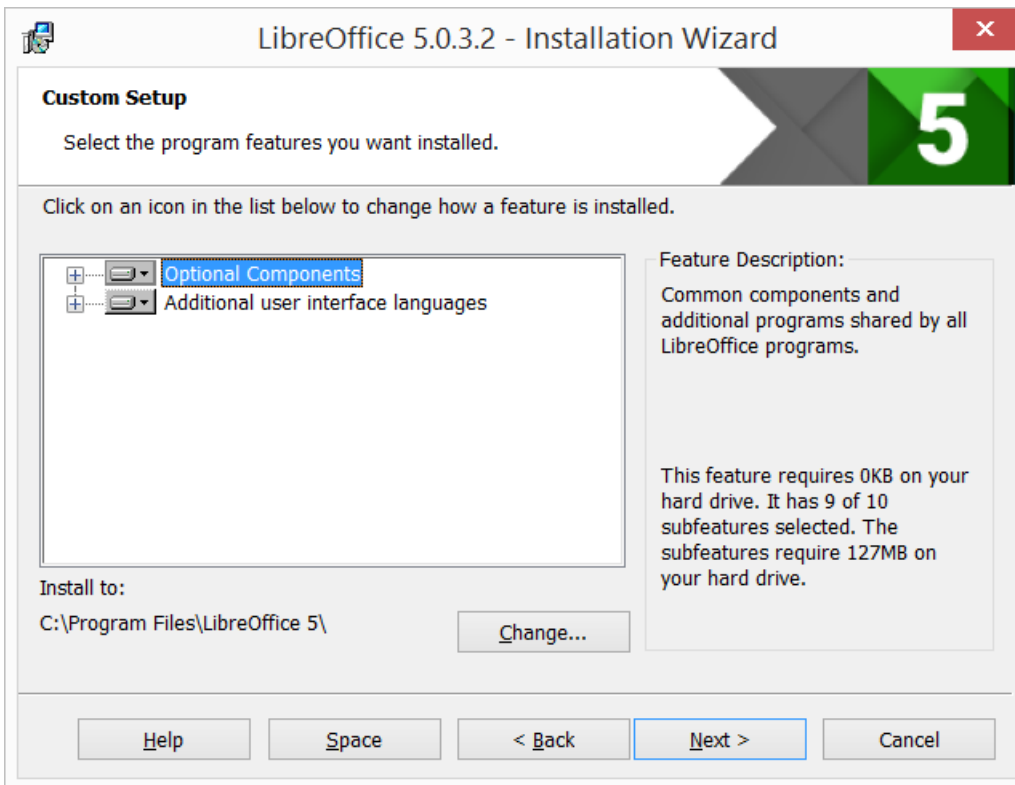 LibreOffice 5.0.3.2 - Installation Wizard
Custom Setup
5
Select the program features you want installed.
Click on an icon in the list below to change how a feature is installed.
Optional Components
Additional user interface languages
Feature Description:
Common components and
additional programs shared by all
LibreOffice programs.
This feature requires 0KB on your
hard drive. It has 9 of 10
subfeatures selected. The
subfeatures require 127MB on
your hard drive.
Install to:
C:\Program Files\LibreOffice 5\
Change...
Help
Space
< Back
Next >
Cancel